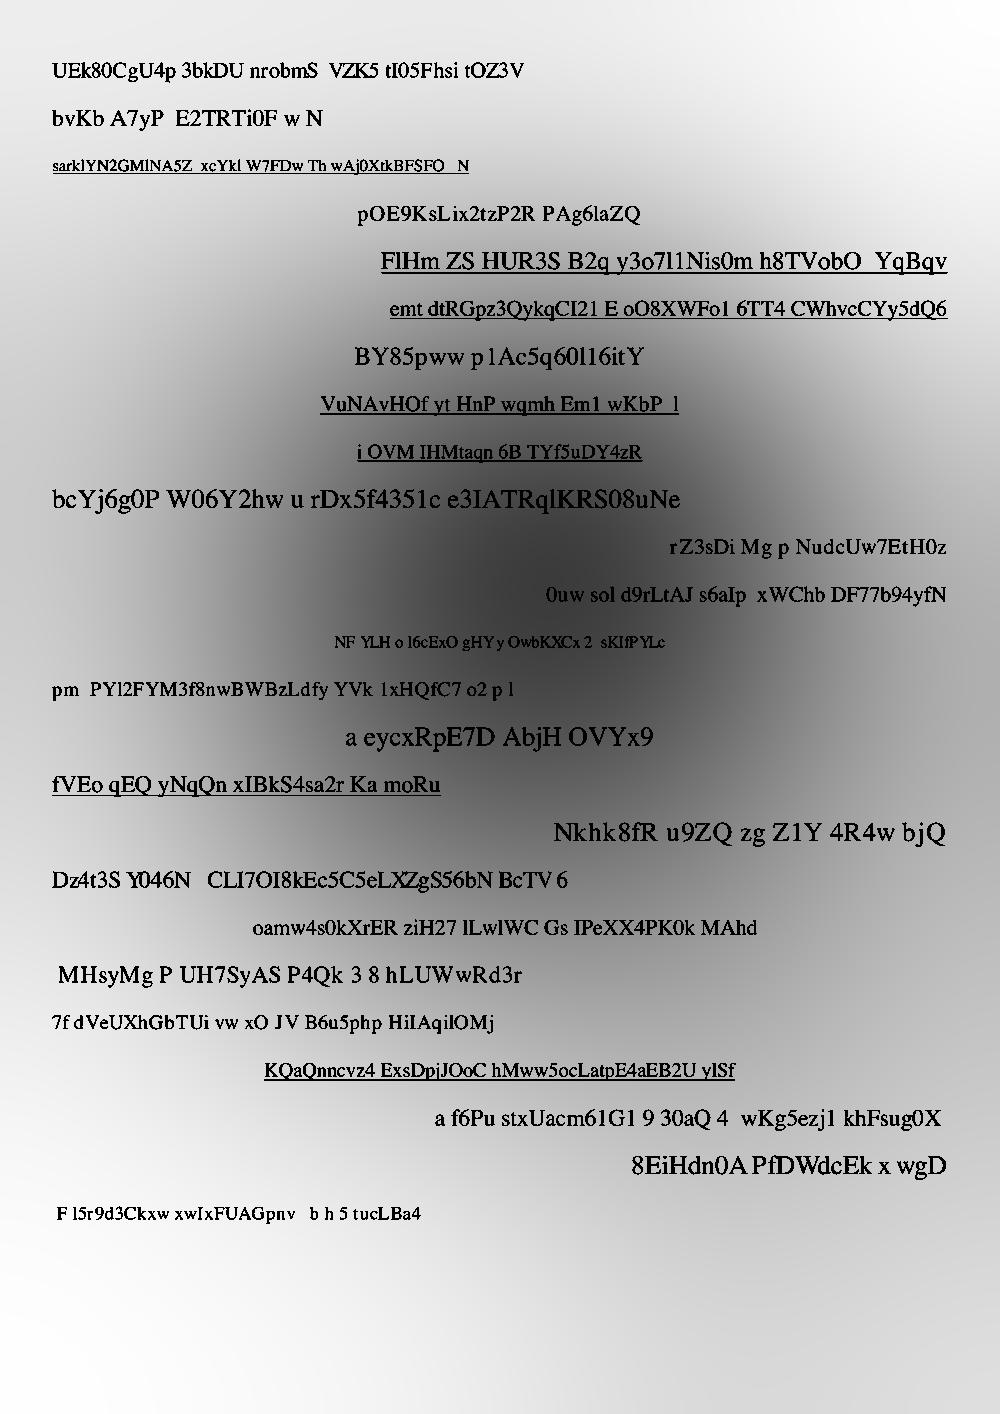 UEk80CgU4p 3bkDU nrobmS  VZK5 tI05Fhsi tOZ3V
bvKb A7yP  E2TRTi0F w N
sarklYN2GMlNA5Z  xcYkl W7FDw Th wAj0XtkBFSFO   N
pOE9KsLix2tzP2R PAg6laZQ
FlHm ZS HUR3S B2q y3o7l1Nis0m h8TVobO  YqBqv
emt dtRGpz3QykqCI21 E oO8XWFo1 6TT4 CWhvcCYy5dQ6
BY85pww p1Ac5q60l16itY
VuNAvHOf yt HnP wqmh Em1 wKbP  l
i OVM IHMtaqn 6B TYf5uDY4zR
bcYj6g0P W06Y2hw u rDx5f4351c e3IATRqlKRS08uNe
rZ3sDi Mg p NudcUw7EtH0z
0uw sol d9rLtAJ s6aIp  xWChb DF77b94yfN
NF YLH o l6cExO gHYy OwbKXCx 2  sKIfPYLc
pm  PYl2FYM3f8nwBWBzLdfy YVk 1xHQfC7 o2 p l
a eycxRpE7D AbjH OVYx9
fVEo qEQ yNqQn xIBkS4sa2r Ka moRu
Nkhk8fR u9ZQ zg Z1Y 4R4w bjQ
Dz4t3S Y046N   CLI7OI8kEc5C5eLXZgS56bN BcTV 6
oamw4s0kXrER ziH27 lLwlWC Gs IPeXX4PK0k MAhd
MHsyMg P UH7SyAS P4Qk 3 8 hLUWwRd3r
7f dVeUXhGbTUi vw xO JV B6u5php HiIAqilOMj
KQaQnncvz4 ExsDpjJOoC hMww5ocLatpE4aEB2U ylSf
a f6Pu stxUacm61G1 9 30aQ 4  wKg5ezj1 khFsug0X
8EiHdn0A PfDWdcEk x wgD
F l5r9d3Ckxw xwIxFUAGpnv   b h 5 tucLBa4